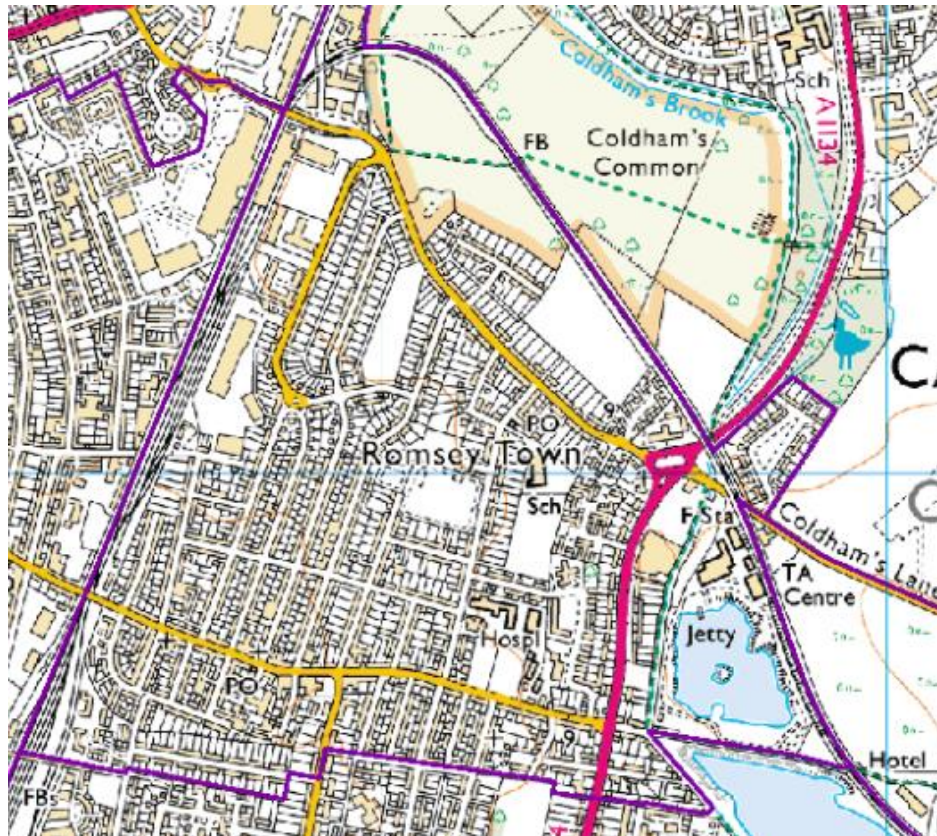 Sch
A 1134
Coldham's Brook
FB
Coldham's
Common
PO
9
Romsey Town
Sch
F Sta
Coldham's Lane
TA
Centre
Hospl
Jetty
PO
9
Hotel
FBs